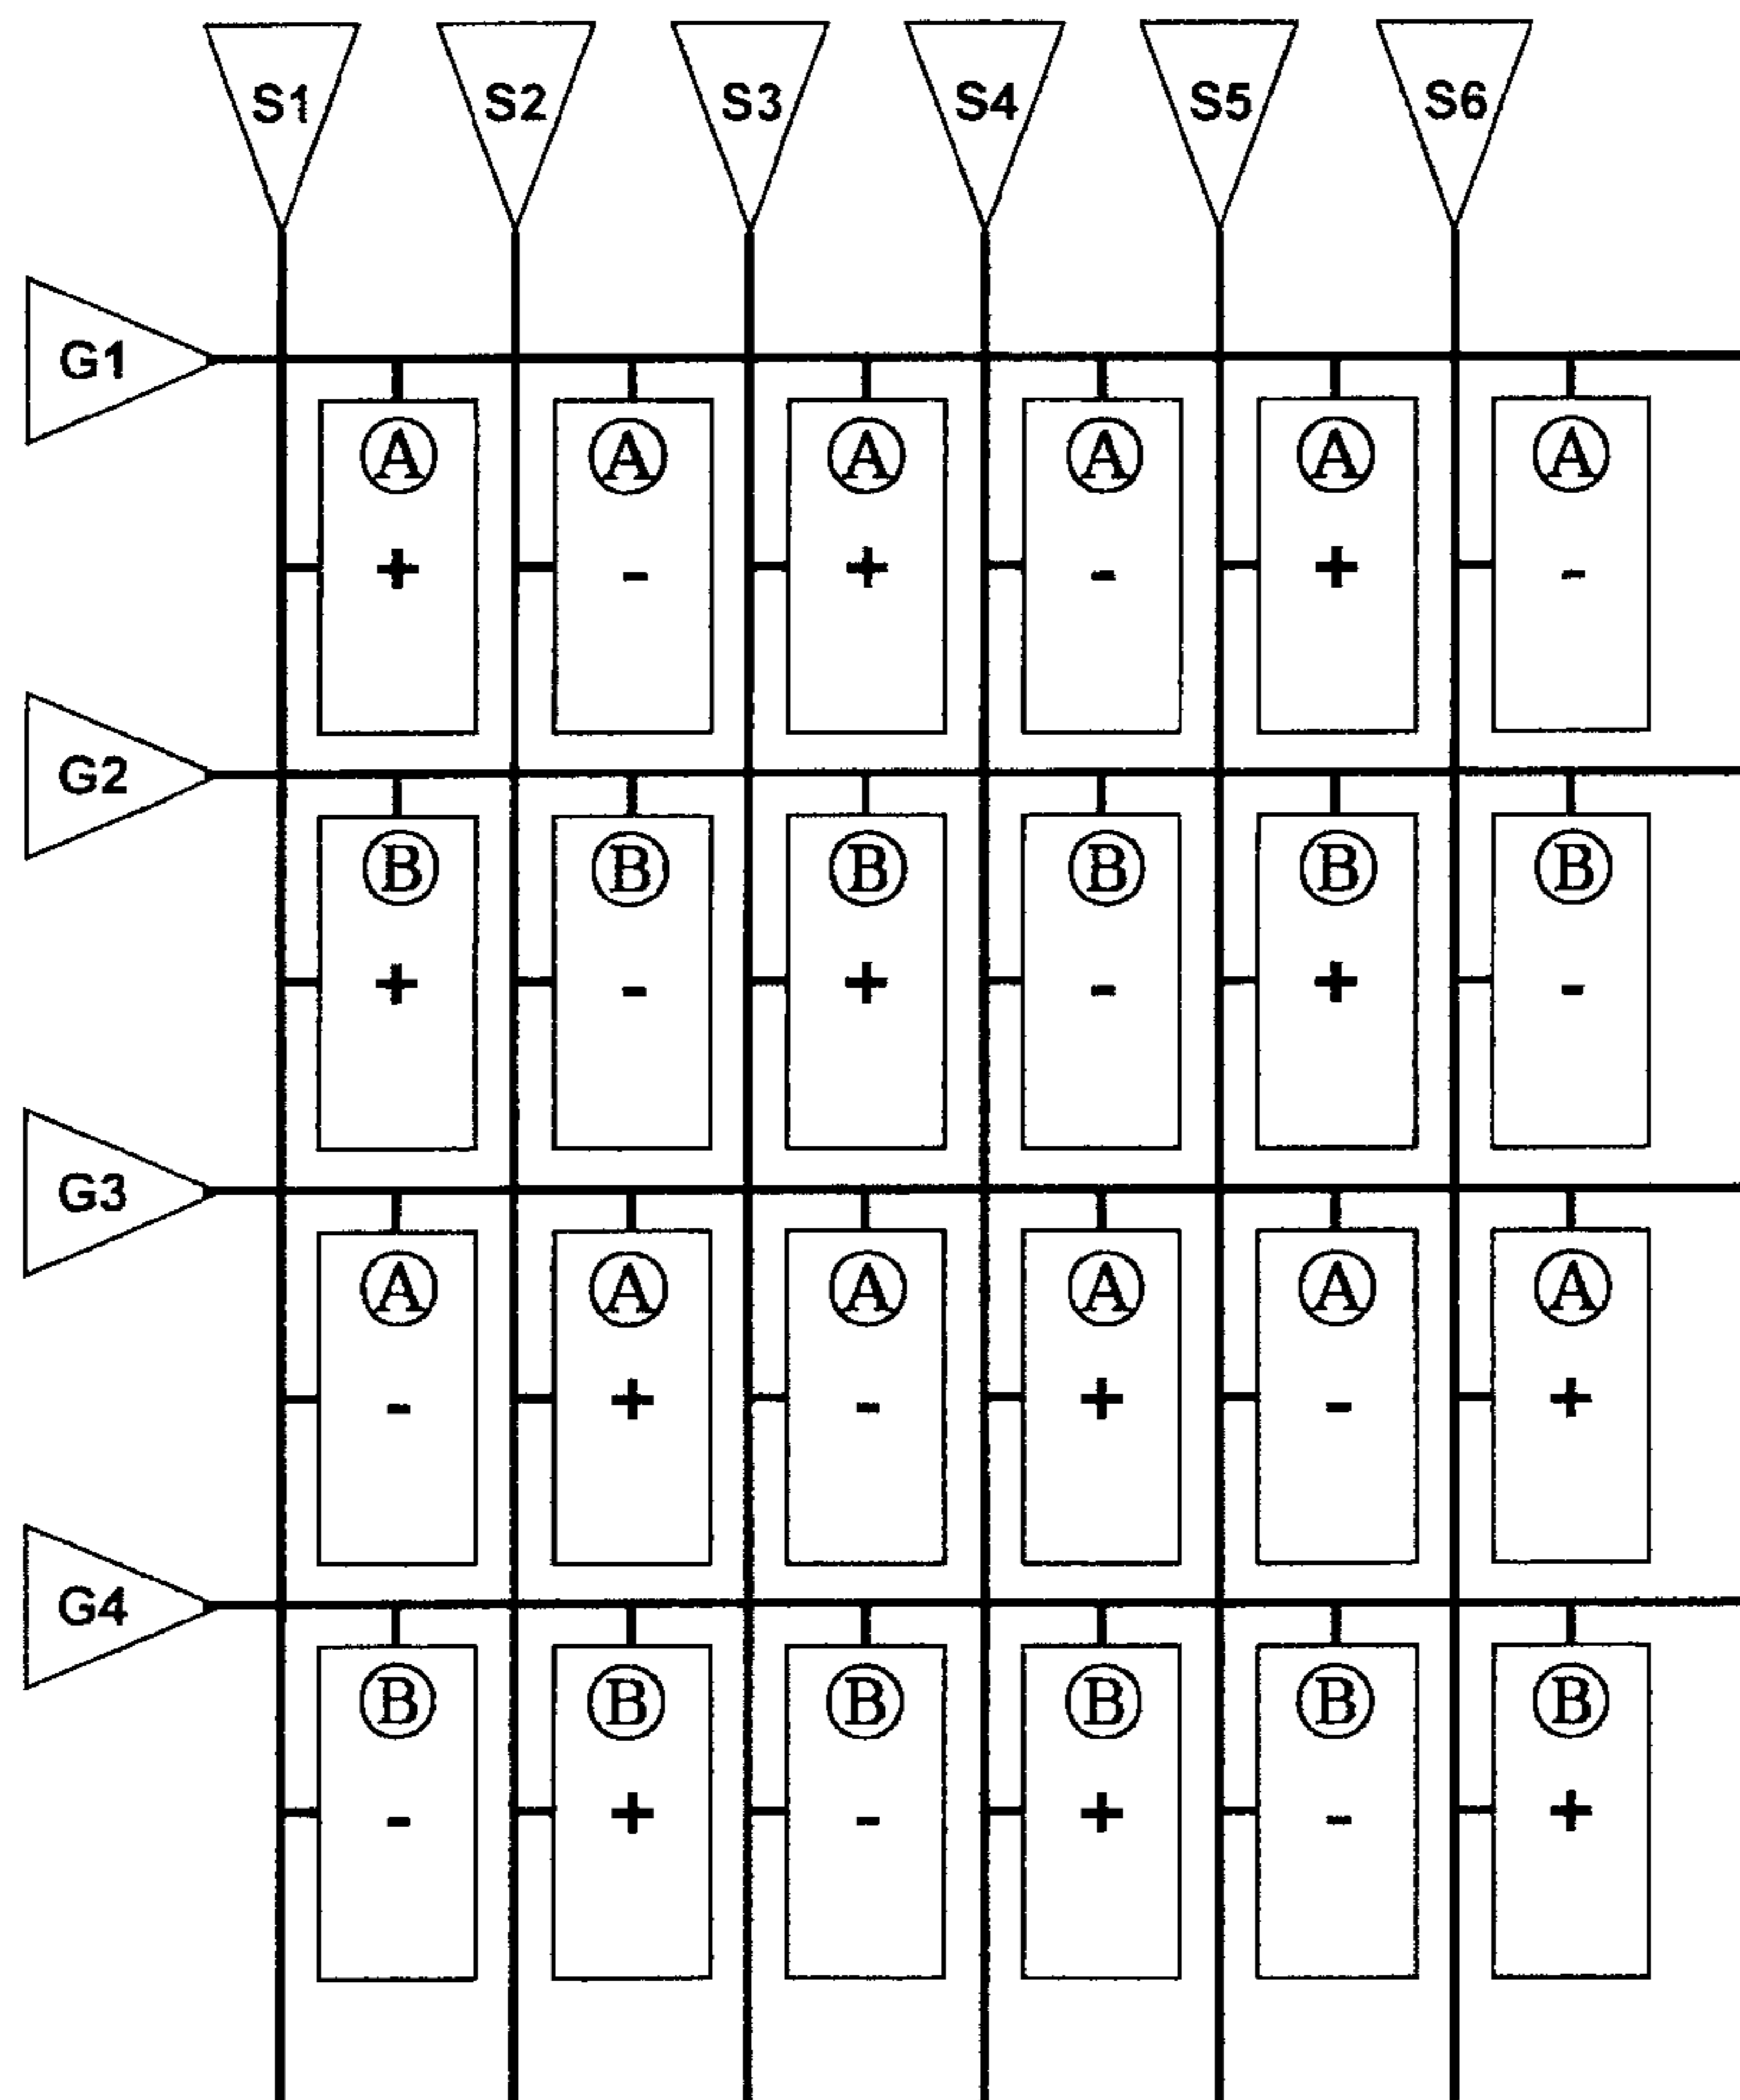 S1 S2 S3 S4 S5 S6
G1
A A A A A A
+ - + - + -
G2
B B B B B B
+ - + - + -
G3
A A A A A A
- + - + - +
G4
B B B B B B
- + - + - +